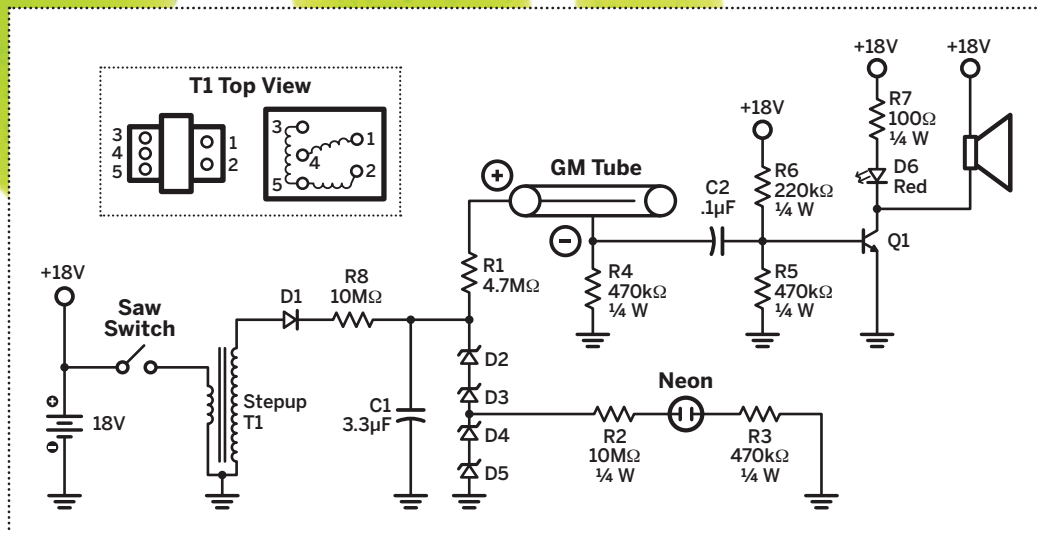 T1 Top View
3
4
5
1
2
3
4
5
1
2
+18V
Saw
Switch
18V
Stepup
T1
D1
R8
10MΩ
C1
3.3µF
R1
4.7MΩ
D2
D3
D4
D5
GM Tube
R4
470kΩ
¼ W
C2
.1µF
+18V
R6
220kΩ
¼ W
R5
470kΩ
¼ W
+18V
R7
100Ω
¼ W
D6
Red
Q1
+18V
Neon
R2
10MΩ
¼ W
R3
470kΩ
¼ W